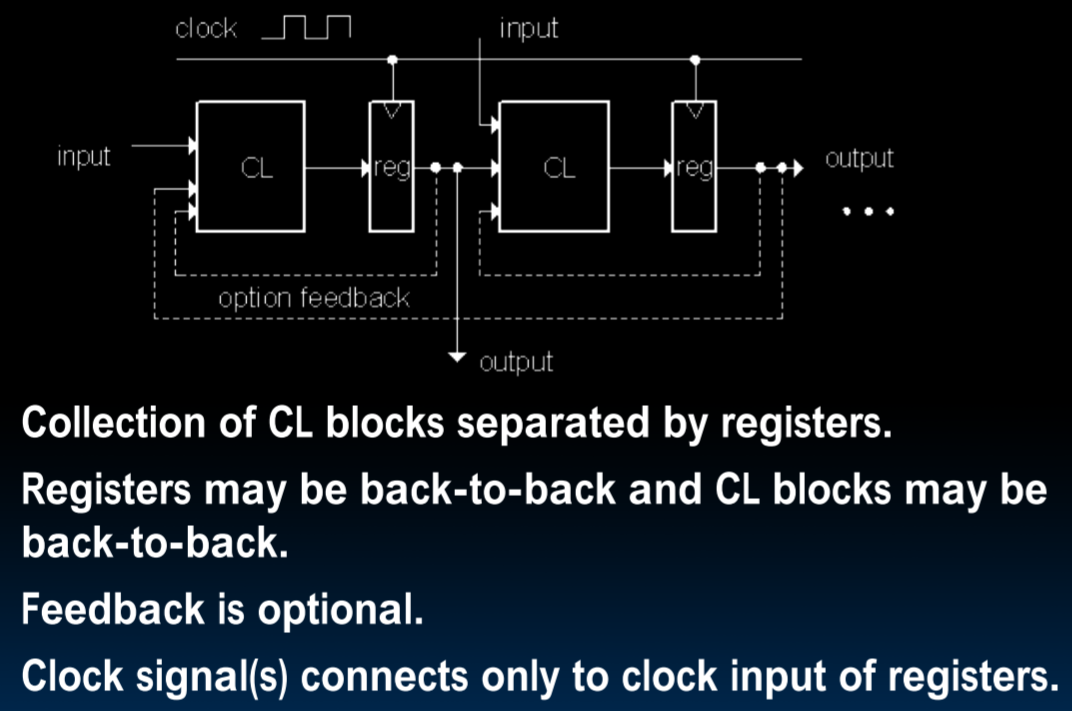 clock
input
input
CL
reg
CL
reg
output
option feedback
output
Collection of CL blocks separated by registers.
Registers may be back-to-back and CL blocks may be
back-to-back.
Feedback is optional.
Clock signal(s) connects only to clock input of registers.